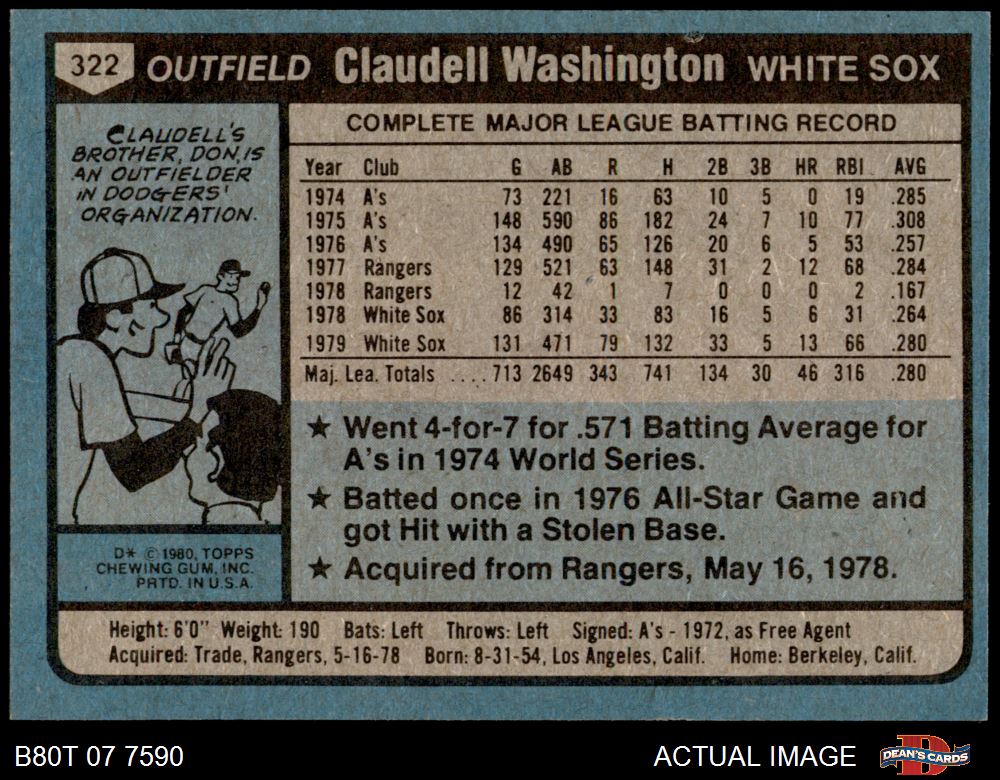 322 OUTFIELD Claudell Washington WHITE SOX
CLAUDELL'S
BROTHER, DON, IS
AN OUTFIELDER
IN DODGERS'
ORGANIZATION.
D* © 1980, TOPPS
CHEWING GUM, INC.
PRTD. IN U.S.A.
COMPLETE MAJOR LEAGUE BATTING RECORD
Year Club G AB R H 2B 3B HR RBI AVG
1974 A's 73 221 16 63 10 5 0 19 .285
1975 A's 148 590 86 182 24 7 10 77 .308
1976 A's 134 490 65 126 20 6 5 53 .257
1977 Rangers 129 521 63 148 31 2 12 68 .284
1978 Rangers 12 42 1 7 0 0 0 2 .167
1978 White Sox 86 314 33 83 16 5 6 31 .264
1979 White Sox 131 471 79 132 33 5 13 66 .280
Maj. Lea. Totals .... 713 2649 343 741 134 30 46 316 .280
★ Went 4-for-7 for .571 Batting Average for
A's in 1974 World Series.
★ Batted once in 1976 All-Star Game and
got Hit with a Stolen Base.
★ Acquired from Rangers, May 16, 1978.
Height: 6'0" Weight: 190 Bats: Left Throws: Left Signed: A's - 1972, as Free Agent
Acquired: Trade, Rangers, 5-16-78 Born: 8-31-54, Los Angeles, Calif. Home: Berkeley, Calif.
B80T 07 7590 ACTUAL IMAGE DEAN'S CARDS